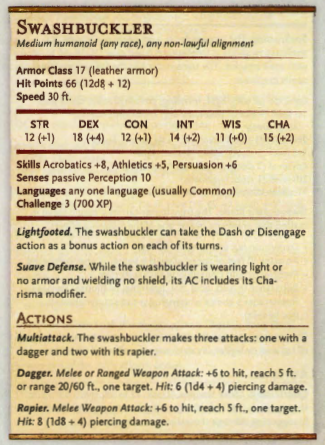 SWASHBUCKLER
Medium humanoid (any race), any non-lawful alignment
Armor Class 17 (leather armor)
Hit Points 66 (12d8 + 12)
Speed 30 ft.
STR DEX CON INT WIS CHA
12 (+1) 18 (+4) 12 (+1) 14 (+2) 11 (+0) 15 (+2)
Skills Acrobatics +8, Athletics +5, Persuasion +6
Senses passive Perception 10
Languages any one language (usually Common)
Challenge 3 (700 XP)
Lightfooted. The swashbuckler can take the Dash or Disengage
action as a bonus action on each of its turns.
Suave Defense. While the swashbuckler is wearing light or
no armor and wielding no shield, its AC includes its Cha-
risma modifier.
ACTIONS
Multiattack. The swashbuckler makes three attacks: one with a
dagger and two with its rapier.
Dagger. Melee or Ranged Weapon Attack: +6 to hit, reach 5 ft.
or range 20/60 ft., one target. Hit: 6 (1d4 + 4) piercing damage.
Rapier. Melee Weapon Attack: +6 to hit, reach 5 ft., one target.
Hit: 8 (1d8 + 4) piercing damage.